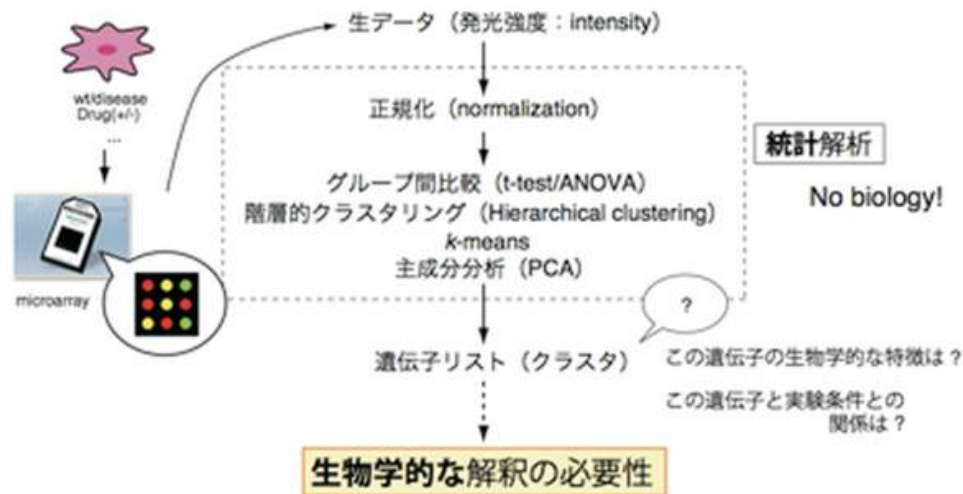 生データ（発光強度：intensity）
wt/disease
Drug(+/-)
...
正規化（normalization）
統計解析
No biology!
グループ間比較（t-test/ANOVA）
階層的クラスタリング（Hierarchical clustering）
k-means
主成分分析（PCA）
microarray
?
遺伝子リスト（クラスタ）
この遺伝子の生物学的な特徴は？
この遺伝子と実験条件との
関係は？
生物学的な解釈の必要性